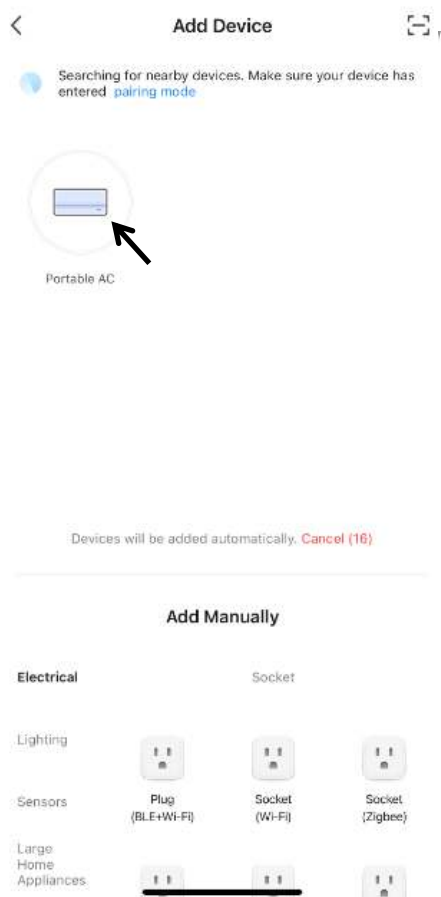 Add Device
Searching for nearby devices. Make sure your device has
entered pairing mode
Portable AC
Devices will be added automatically. Cancel (16)
Add Manually
Electrical
Socket
Lighting
Sensors
Plug
(BLE+Wi-Fi)
Socket
(Wi-Fi)
Socket
(Zigbee)
Large
Home
Appliances